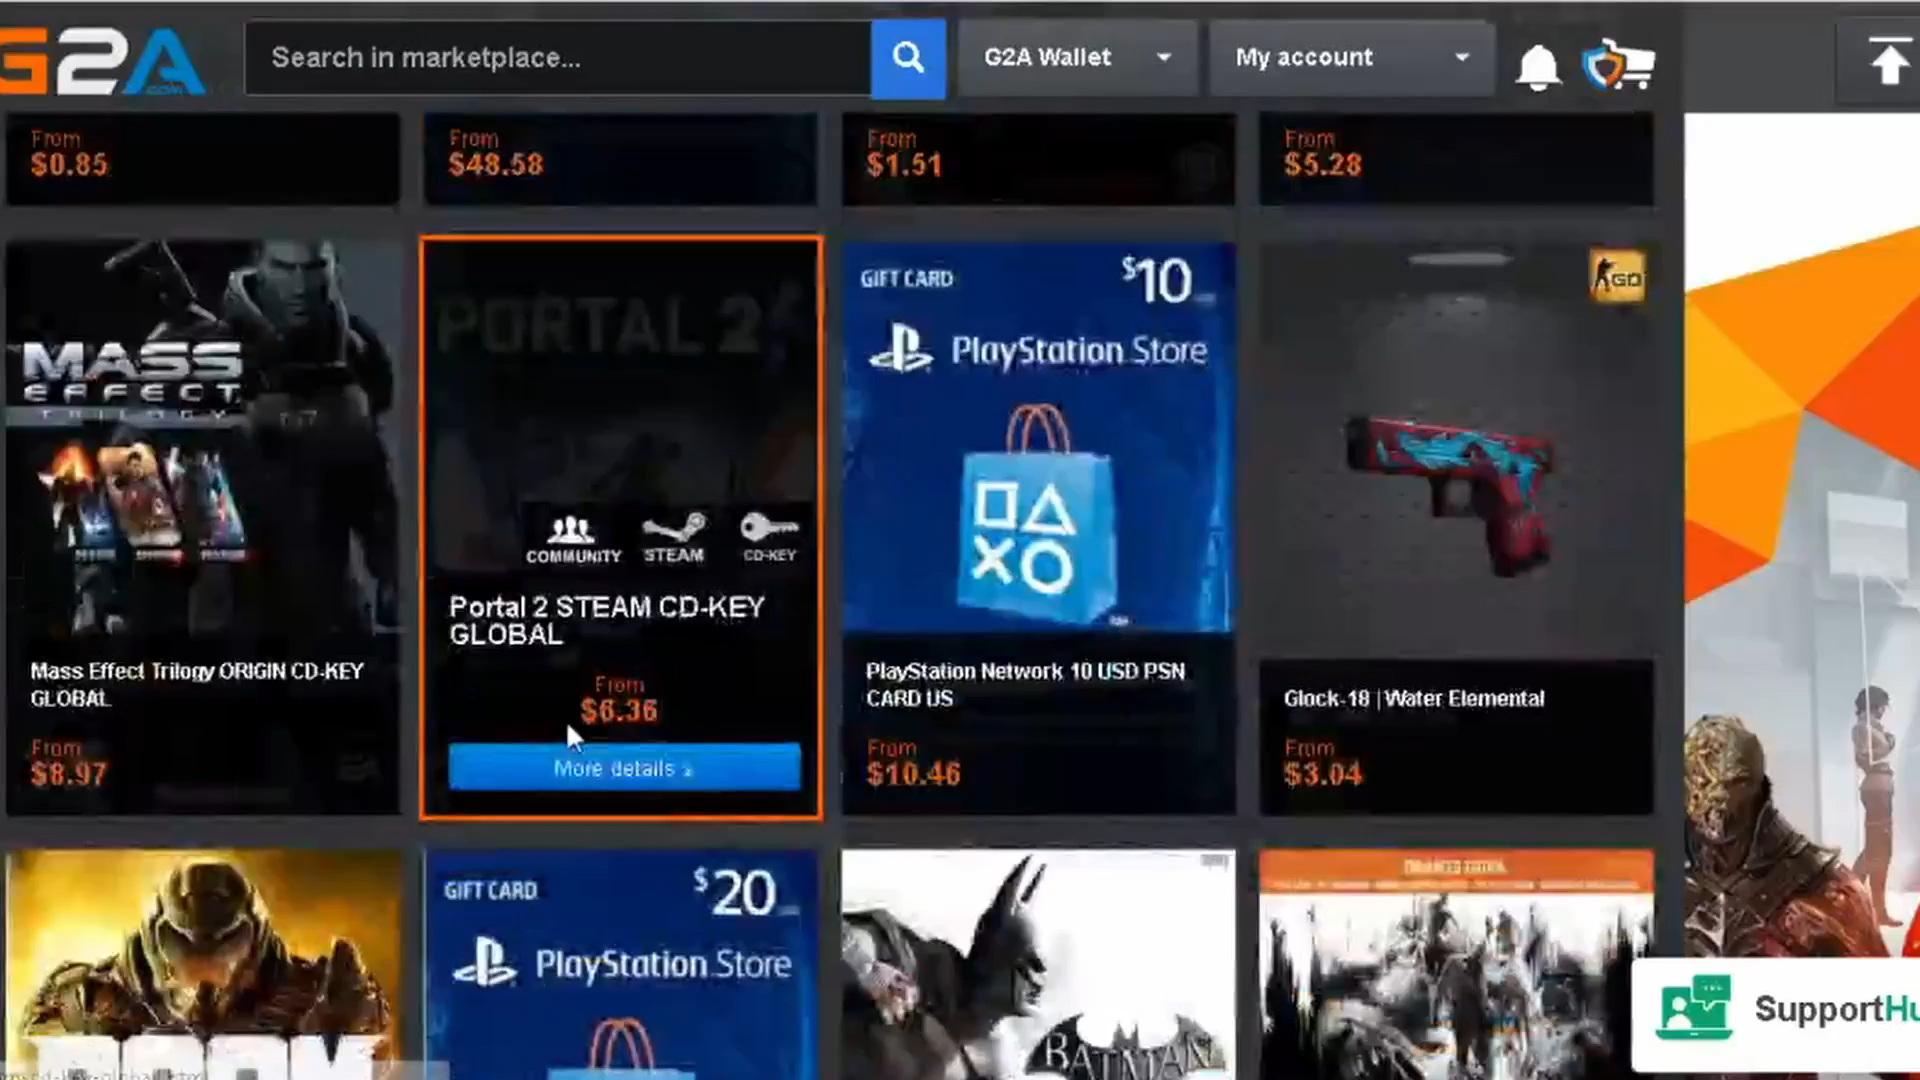 G2A
.COM
Search in marketplace...
G2A Wallet
My account
From
$0.85
From
$48.58
From
$1.51
From
$5.28
MASS
EFFECT
TRILOGY
Mass Effect Trilogy ORIGIN CD-KEY
GLOBAL
From
$8.97
PORTAL 2
COMMUNITY
STEAM
CD-KEY
Portal 2 STEAM CD-KEY
GLOBAL
From
$6.36
More details »
GIFT CARD
$10
PlayStation Store
PlayStation Network 10 USD PSN
CARD US
From
$10.46
GO
Glock-18 | Water Elemental
From
$3.04
GIFT CARD
$20
PlayStation Store
BATMAN
SupportHu